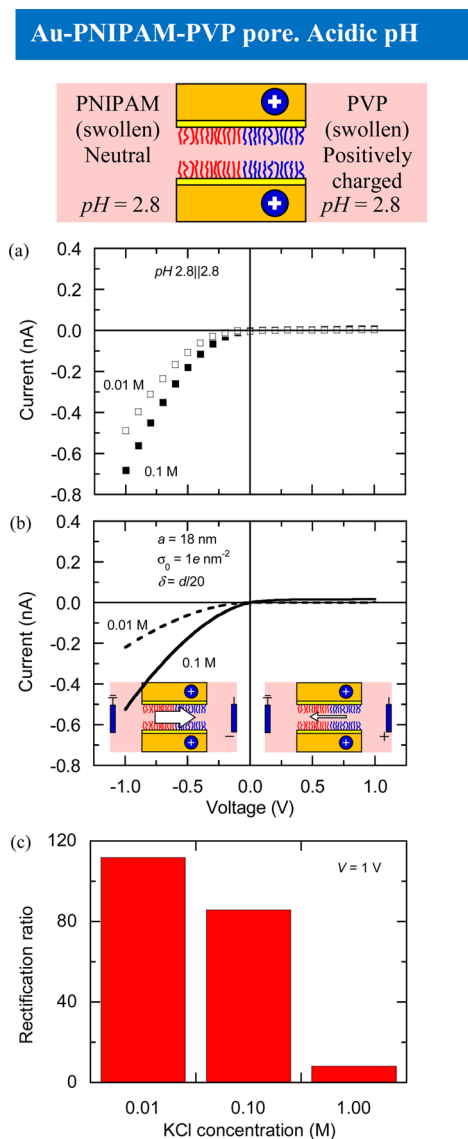 Au-PNIPAM-PVP pore. Acidic pH
PNIPAM
(swollen)
Neutral
pH = 2.8
+
+
PVP
(swollen)
Positively
charged
pH = 2.8
(a)
pH 2.8||2.8
0.4
0.2
0.0
-0.2
-0.4
-0.6
-0.8
Current (nA)
0.01 M
0.1 M
(b)
a = 18 nm
σ0 = 1e nm-2
δ = d/20
0.4
0.2
0.0
-0.2
-0.4
-0.6
-0.8
Current (nA)
0.01 M
0.1 M
+
+
−
+
+
+
-1.0 -0.5 0.0 0.5 1.0
Voltage (V)
(c)
V = 1 V
120
80
40
0
Rectification ratio
0.01 0.10 1.00
KCl concentration (M)